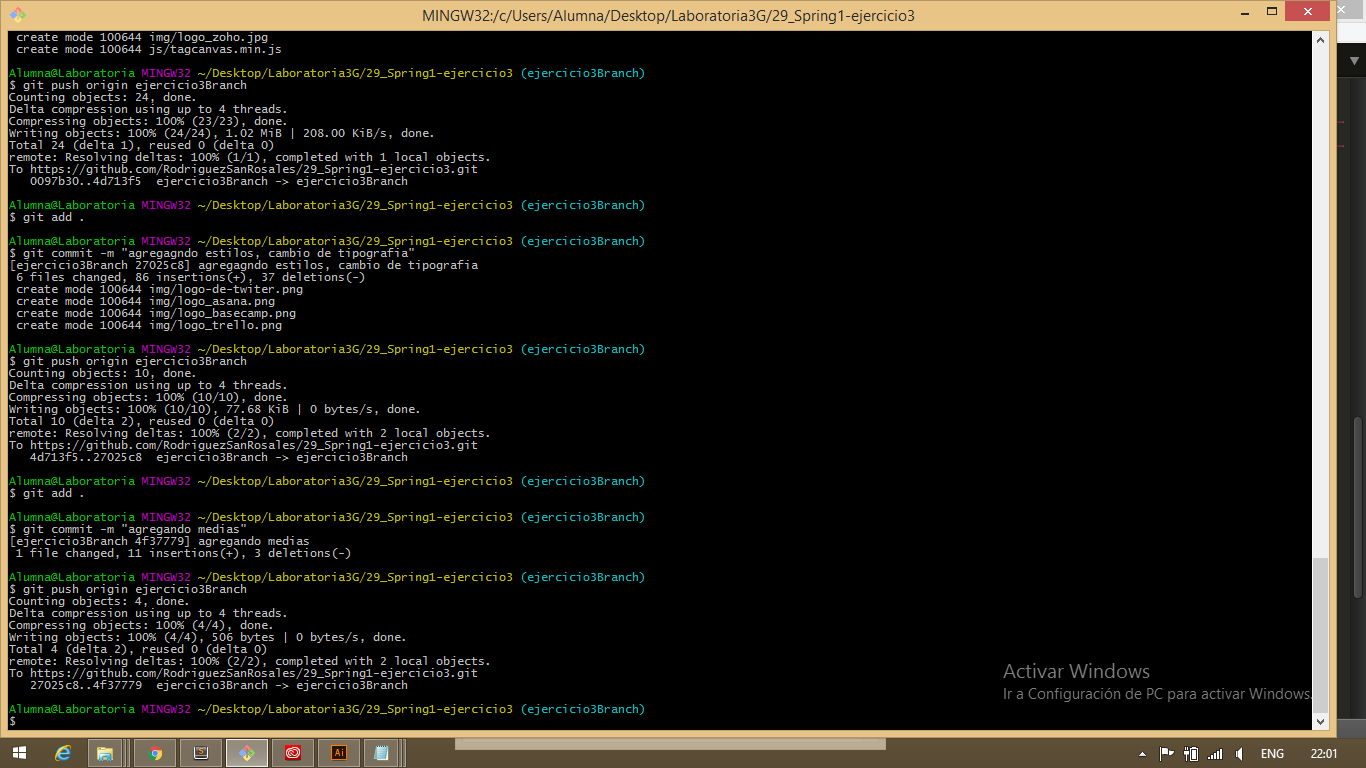 MINGW32:/c/Users/Alumna/Desktop/Laboratoria3G/29_Spring1-ejercicio3
 create mode 100644 img/logo_zoho.jpg
 create mode 100644 js/tagcanvas.min.js
Alumna@Laboratoria MINGW32 ~/Desktop/Laboratoria3G/29_Spring1-ejercicio3 (ejercicio3Branch)
$ git push origin ejercicio3Branch
Counting objects: 24, done.
Delta compression using up to 4 threads.
Compressing objects: 100% (23/23), done.
Writing objects: 100% (24/24), 1.02 MiB | 208.00 KiB/s, done.
Total 24 (delta 1), reused 0 (delta 0)
remote: Resolving deltas: 100% (1/1), completed with 1 local objects.
To https://github.com/RodriguezSanRosales/29_Spring1-ejercicio3.git
   0097b30..4d713f5  ejercicio3Branch -> ejercicio3Branch
Alumna@Laboratoria MINGW32 ~/Desktop/Laboratoria3G/29_Spring1-ejercicio3 (ejercicio3Branch)
$ git add .
Alumna@Laboratoria MINGW32 ~/Desktop/Laboratoria3G/29_Spring1-ejercicio3 (ejercicio3Branch)
$ git commit -m "agregagndo estilos, cambio de tipografia"
[ejercicio3Branch 27025c8] agregagndo estilos, cambio de tipografia
 6 files changed, 86 insertions(+), 37 deletions(-)
 create mode 100644 img/logo-de-twiter.png
 create mode 100644 img/logo_asana.png
 create mode 100644 img/logo_basecamp.png
 create mode 100644 img/logo_trello.png
Alumna@Laboratoria MINGW32 ~/Desktop/Laboratoria3G/29_Spring1-ejercicio3 (ejercicio3Branch)
$ git push origin ejercicio3Branch
Counting objects: 10, done.
Delta compression using up to 4 threads.
Compressing objects: 100% (10/10), done.
Writing objects: 100% (10/10), 77.68 KiB | 0 bytes/s, done.
Total 10 (delta 2), reused 0 (delta 0)
remote: Resolving deltas: 100% (2/2), completed with 2 local objects.
To https://github.com/RodriguezSanRosales/29_Spring1-ejercicio3.git
   4d713f5..27025c8  ejercicio3Branch -> ejercicio3Branch
Alumna@Laboratoria MINGW32 ~/Desktop/Laboratoria3G/29_Spring1-ejercicio3 (ejercicio3Branch)
$ git add .
Alumna@Laboratoria MINGW32 ~/Desktop/Laboratoria3G/29_Spring1-ejercicio3 (ejercicio3Branch)
$ git commit -m "agregando medias"
[ejercicio3Branch 4f37779] agregando medias
 1 file changed, 11 insertions(+), 3 deletions(-)
Alumna@Laboratoria MINGW32 ~/Desktop/Laboratoria3G/29_Spring1-ejercicio3 (ejercicio3Branch)
$ git push origin ejercicio3Branch
Counting objects: 4, done.
Delta compression using up to 4 threads.
Compressing objects: 100% (4/4), done.
Writing objects: 100% (4/4), 506 bytes | 0 bytes/s, done.
Total 4 (delta 2), reused 0 (delta 0)
remote: Resolving deltas: 100% (2/2), completed with 2 local objects.
To https://github.com/RodriguezSanRosales/29_Spring1-ejercicio3.git
   27025c8..4f37779  ejercicio3Branch -> ejercicio3Branch
Alumna@Laboratoria MINGW32 ~/Desktop/Laboratoria3G/29_Spring1-ejercicio3 (ejercicio3Branch)
$
Activar Windows
Ir a Configuración de PC para activar Windows.
Ai
ENG
22:01